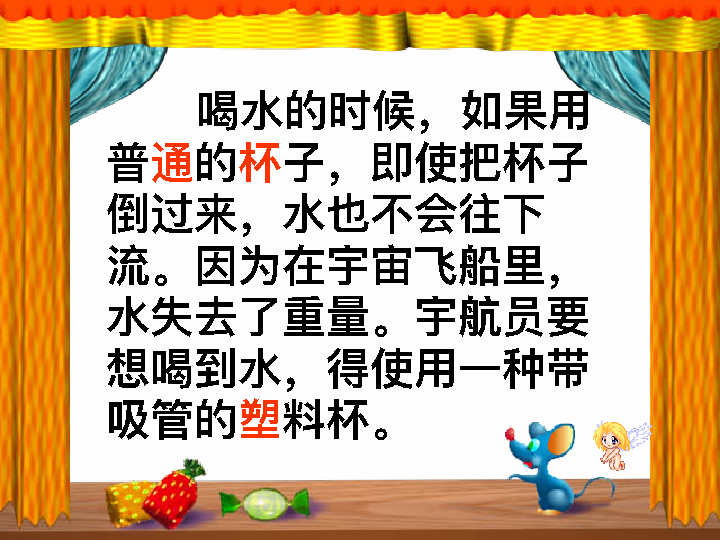 喝水的时候，如果用
普通的杯子，即使把杯子
倒过来，水也不会往下
流。因为在宇宙飞船里，
水失去了重量。宇航员要
想喝到水，得使用一种带
吸管的塑料杯。